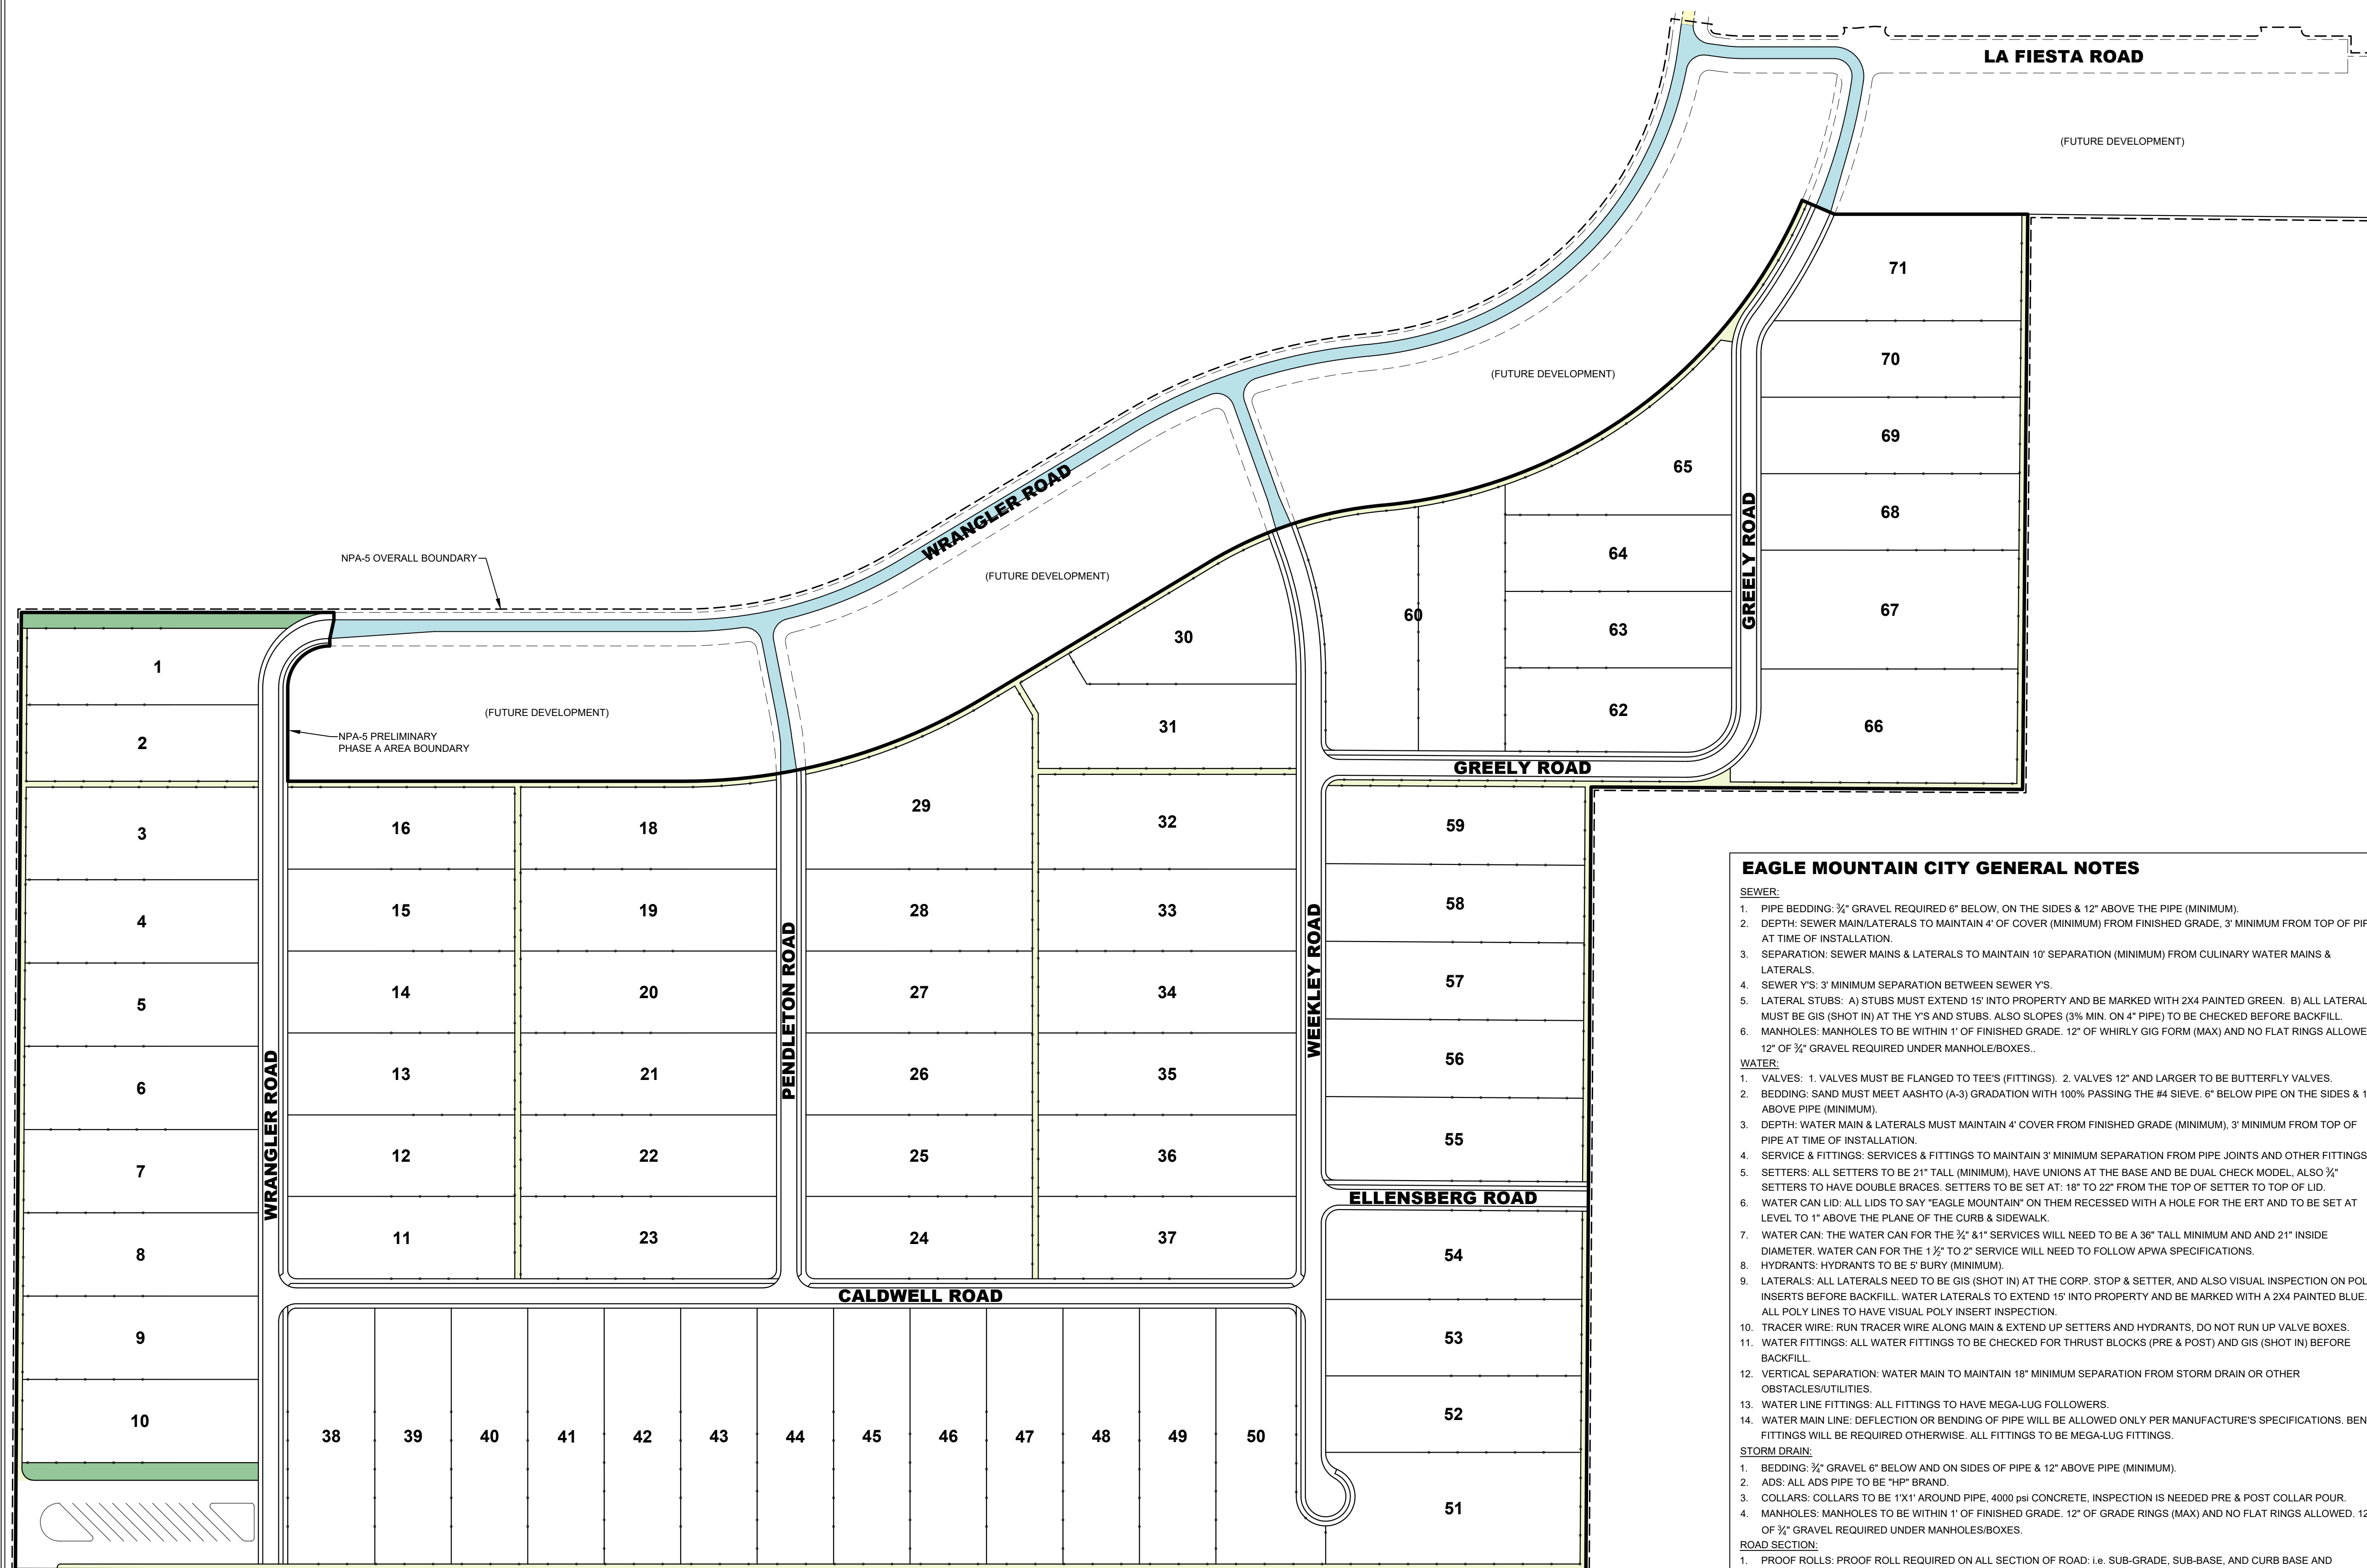 LA FIESTA ROAD
(FUTURE DEVELOPMENT)
71
70
69
68
67
66
(FUTURE DEVELOPMENT)
65
64
63
62
60
GREELY ROAD
GREELY ROAD
WRANGLER ROAD
(FUTURE DEVELOPMENT)
NPA-5 OVERALL BOUNDARY
(FUTURE DEVELOPMENT)
NPA-5 PRELIMINARY
PHASE A AREA BOUNDARY
30
31
1
2
3
4
5
6
7
8
9
10
WRANGLER ROAD
16
15
14
13
12
11
18
19
20
21
22
23
PENDLETON ROAD
29
28
27
26
25
24
32
33
34
35
36
37
WEEKLEY ROAD
59
58
57
56
55
ELLENSBERG ROAD
54
53
52
51
CALDWELL ROAD
38
39
40
41
42
43
44
45
46
47
48
49
50
EAGLE MOUNTAIN CITY GENERAL NOTES
SEWER:
1. PIPE BEDDING: ¾" GRAVEL REQUIRED 6" BELOW, ON THE SIDES & 12" ABOVE THE PIPE (MINIMUM).
2. DEPTH: SEWER MAIN/LATERALS TO MAINTAIN 4' OF COVER (MINIMUM) FROM FINISHED GRADE, 3' MINIMUM FROM TOP OF
AT TIME OF INSTALLATION.
3. SEPARATION: SEWER MAINS & LATERALS TO MAINTAIN 10' SEPARATION (MINIMUM) FROM CULINARY WATER MAINS &
LATERALS.
4. SEWER Y'S: 3' MINIMUM SEPARATION BETWEEN SEWER Y'S.
5. LATERAL STUBS: A) STUBS MUST EXTEND 15' INTO PROPERTY AND BE MARKED WITH 2X4 PAINTED GREEN. B) ALL LATERAL
MUST BE GIS (SHOT IN) AT THE Y'S AND STUBS. ALSO SLOPES (3% MIN. ON 4" PIPE) TO BE CHECKED BEFORE BACKFILL.
6. MANHOLES: MANHOLES TO BE WITHIN 1' OF FINISHED GRADE. 12" OF WHIRLY GIG FORM (MAX) AND NO FLAT RINGS ALLOWE
12" OF ¾" GRAVEL REQUIRED UNDER MANHOLE/BOXES..
WATER:
1. VALVES: 1. VALVES MUST BE FLANGED TO TEE'S (FITTINGS). 2. VALVES 12" AND LARGER TO BE BUTTERFLY VALVES.
2. BEDDING: SAND MUST MEET AASHTO (A-3) GRADATION WITH 100% PASSING THE #4 SIEVE. 6" BELOW PIPE ON THE SIDES & 1
ABOVE PIPE (MINIMUM).
3. DEPTH: WATER MAIN & LATERALS MUST MAINTAIN 4' COVER FROM FINISHED GRADE (MINIMUM), 3' MINIMUM FROM TOP OF
PIPE AT TIME OF INSTALLATION.
4. SERVICE & FITTINGS: SERVICES & FITTINGS TO MAINTAIN 3' MINIMUM SEPARATION FROM PIPE JOINTS AND OTHER FITTINGS
5. SETTERS: ALL SETTERS TO BE 21" TALL (MINIMUM), HAVE UNIONS AT THE BASE AND BE DUAL CHECK MODEL, ALSO ¾"
SETTERS TO HAVE DOUBLE BRACES. SETTERS TO BE SET AT: 18" TO 22" FROM THE TOP OF SETTER TO TOP OF LID.
6. WATER CAN LID: ALL LIDS TO SAY "EAGLE MOUNTAIN" ON THEM RECESSED WITH A HOLE FOR THE ERT AND TO BE SET AT
LEVEL TO 1" ABOVE THE PLANE OF THE CURB & SIDEWALK.
7. WATER CAN: THE WATER CAN FOR THE ¾" &1" SERVICES WILL NEED TO BE A 36" TALL MINIMUM AND AND 21" INSIDE
DIAMETER. WATER CAN FOR THE 1 ½" TO 2" SERVICE WILL NEED TO FOLLOW APWA SPECIFICATIONS.
8. HYDRANTS: HYDRANTS TO BE 5' BURY (MINIMUM).
9. LATERALS: ALL LATERALS NEED TO BE GIS (SHOT IN) AT THE CORP. STOP & SETTER, AND ALSO VISUAL INSPECTION ON POL
INSERTS BEFORE BACKFILL. WATER LATERALS TO EXTEND 15' INTO PROPERTY AND BE MARKED WITH A 2X4 PAINTED BLUE.
ALL POLY LINES TO HAVE VISUAL POLY INSERT INSPECTION.
10. TRACER WIRE: RUN TRACER WIRE ALONG MAIN & EXTEND UP SETTERS AND HYDRANTS, DO NOT RUN UP VALVE BOXES.
11. WATER FITTINGS: ALL WATER FITTINGS TO BE CHECKED FOR THRUST BLOCKS (PRE & POST) AND GIS (SHOT IN) BEFORE
BACKFILL.
12. VERTICAL SEPARATION: WATER MAIN TO MAINTAIN 18" MINIMUM SEPARATION FROM STORM DRAIN OR OTHER
OBSTACLES/UTILITIES.
13. WATER LINE FITTINGS: ALL FITTINGS TO HAVE MEGA-LUG FOLLOWERS.
14. WATER MAIN LINE: DEFLECTION OR BENDING OF PIPE WILL BE ALLOWED ONLY PER MANUFACTURE'S SPECIFICATIONS. BEN
FITTINGS WILL BE REQUIRED OTHERWISE. ALL FITTINGS TO BE MEGA-LUG FITTINGS.
STORM DRAIN:
1. BEDDING: ¾" GRAVEL 6" BELOW AND ON SIDES OF PIPE & 12" ABOVE PIPE (MINIMUM).
2. ADS: ALL ADS PIPE TO BE "HP" BRAND.
3. COLLARS: COLLARS TO BE 1'X1' AROUND PIPE, 4000 psi CONCRETE, INSPECTION IS NEEDED PRE & POST COLLAR POUR.
4. MANHOLES: MANHOLES TO BE WITHIN 1' OF FINISHED GRADE. 12" OF GRADE RINGS (MAX) AND NO FLAT RINGS ALLOWED. 12
OF ¾" GRAVEL REQUIRED UNDER MANHOLES/BOXES.
ROAD SECTION:
1. PROOF ROLLS: PROOF ROLL REQUIRED ON ALL SECTION OF ROAD: i.e. SUB-GRADE, SUB-BASE, AND CURB BASE AND